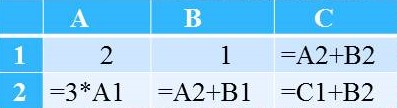 A B C
1 2 1 =A2+B2
2 =3*A1 =A2+B1 =C1+B2